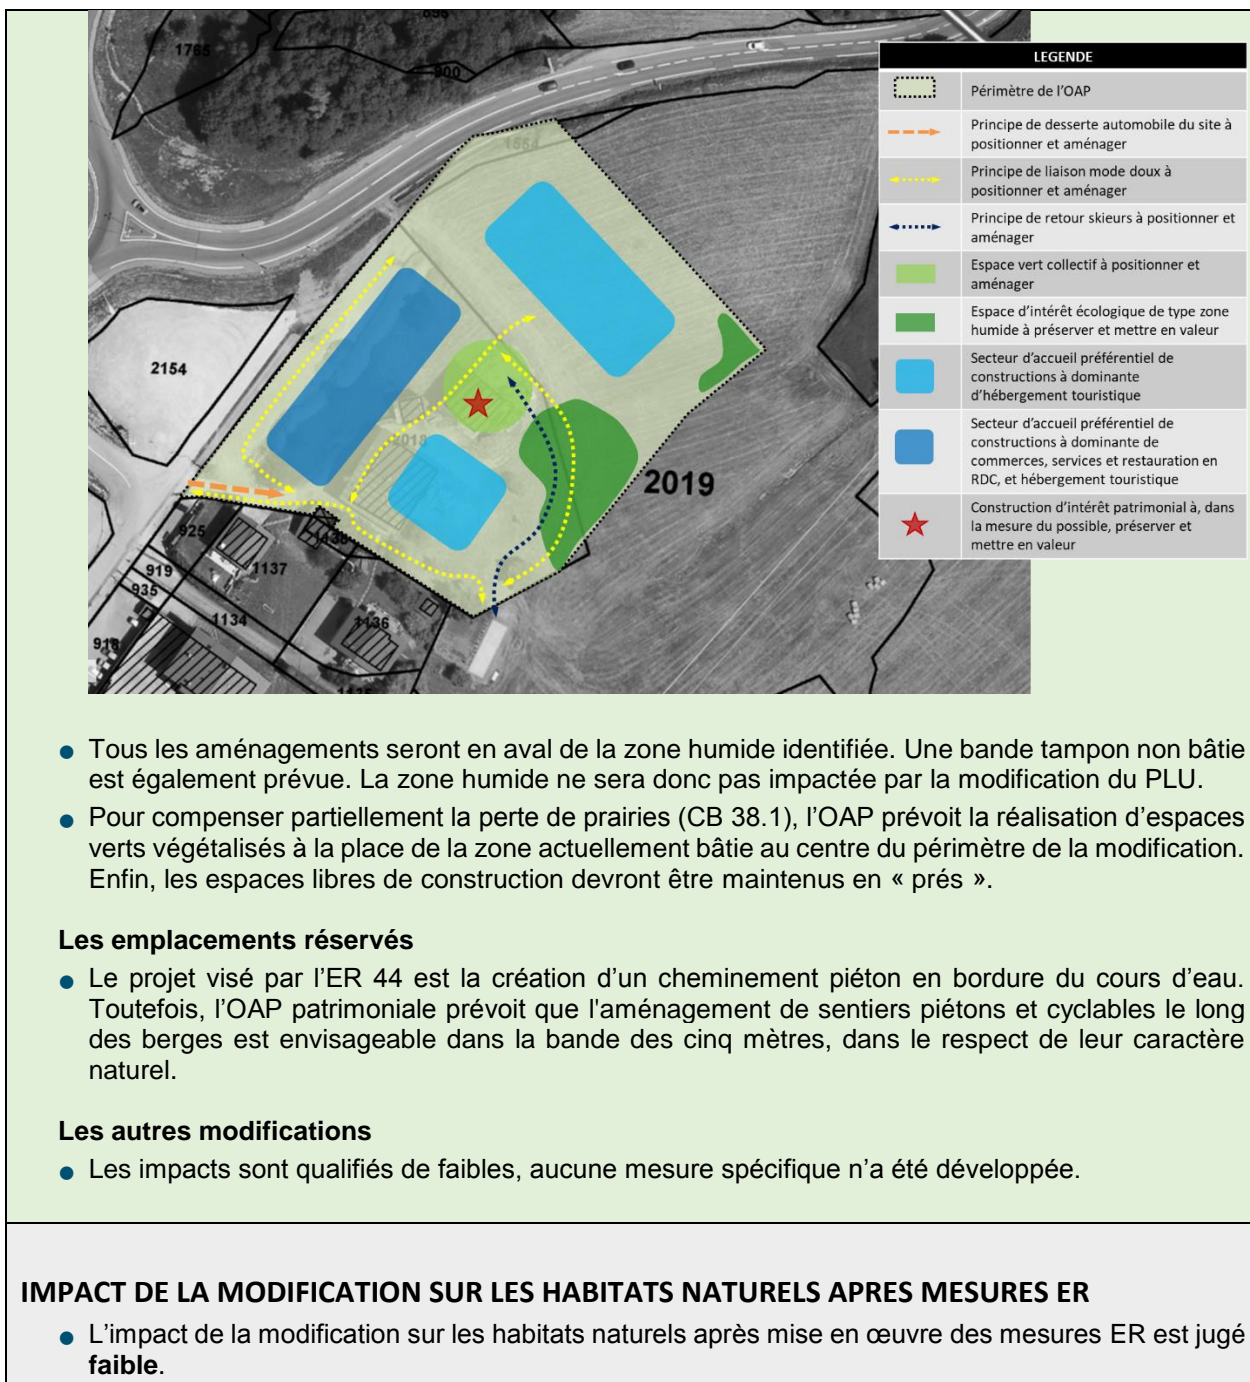 895
1765
900
1554
2154
2018
2019
925
1138
919
1137
935
1134
1136
918
1135
LEGENDE
Périmètre de l'OAP
Principe de desserte automobile du site à
positionner et aménager
Principe de liaison mode doux à
positionner et aménager
Principe de retour skieurs à positionner et
aménager
Espace vert collectif à positionner et
aménager
Espace d'intérêt écologique de type zone
humide à préserver et mettre en valeur
Secteur d'accueil préférentiel de
constructions à dominante
d'hébergement touristique
Secteur d'accueil préférentiel de
constructions à dominante de
commerces, services et restauration en
RDC, et hébergement touristique
Construction d'intérêt patrimonial à, dans
la mesure du possible, préserver et
mettre en valeur
● Tous les aménagements seront en aval de la zone humide identifiée. Une bande tampon non bâtie
est également prévue. La zone humide ne sera donc pas impactée par la modification du PLU.
● Pour compenser partiellement la perte de prairies (CB 38.1), l'OAP prévoit la réalisation d'espaces
verts végétalisés à la place de la zone actuellement bâtie au centre du périmètre de la modification.
Enfin, les espaces libres de construction devront être maintenus en « prés ».
Les emplacements réservés
● Le projet visé par l'ER 44 est la création d'un cheminement piéton en bordure du cours d'eau.
Toutefois, l'OAP patrimoniale prévoit que l'aménagement de sentiers piétons et cyclables le long
des berges est envisageable dans la bande des cinq mètres, dans le respect de leur caractère
naturel.
Les autres modifications
● Les impacts sont qualifiés de faibles, aucune mesure spécifique n'a été développée.
IMPACT DE LA MODIFICATION SUR LES HABITATS NATURELS APRES MESURES ER
● L'impact de la modification sur les habitats naturels après mise en œuvre des mesures ER est jugé
faible.